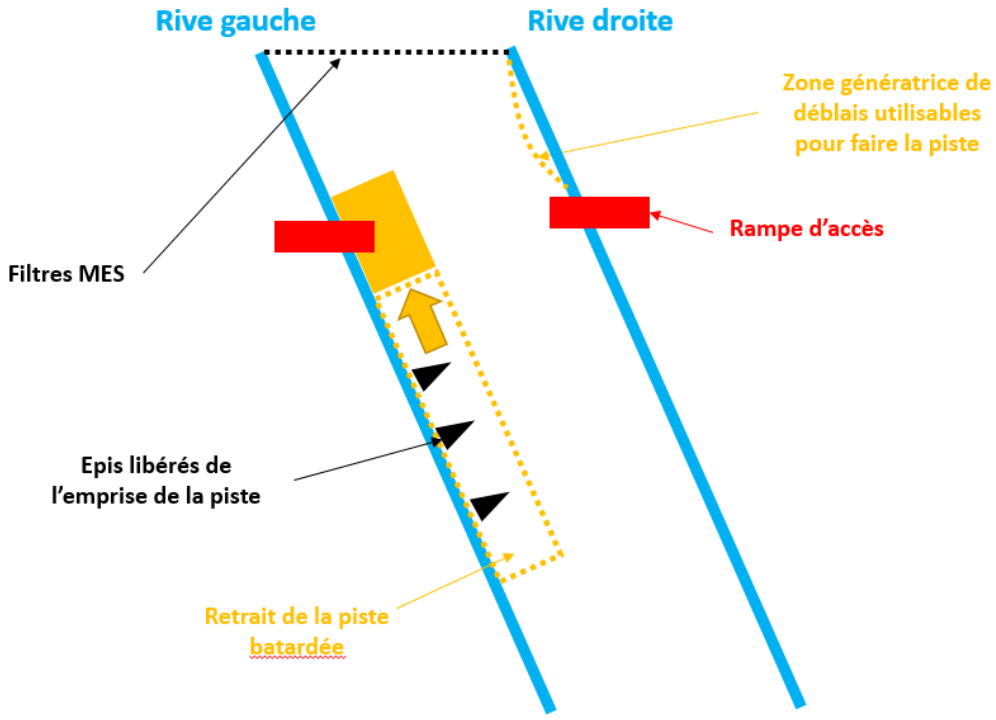 Rive gauche
Rive droite
Zone génératrice de
déblais utilisables
pour faire la piste
Rampe d’accès
Filtres MES
Epis libérés de
l’emprise de la piste
Retrait de la piste
batardée